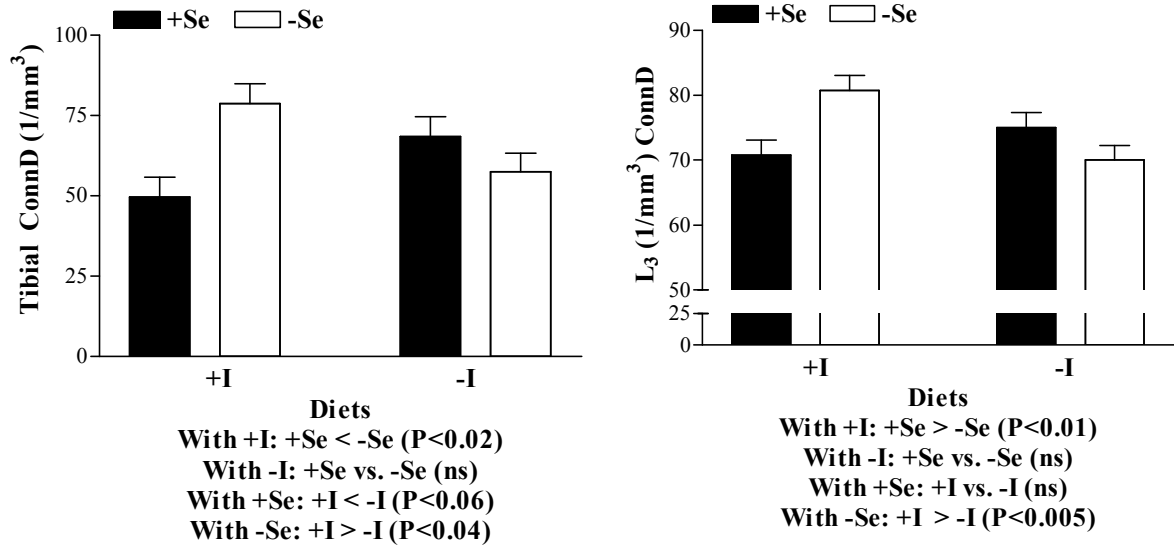 +Se -Se
Tibial ConnD (1/mm³)
100
75
50
25
0
+I -I
Diets
With +I: +Se < -Se (P<0.02)
With -I: +Se vs. -Se (ns)
With +Se: +I < -I (P<0.06)
With -Se: +I > -I (P<0.04)
+Se -Se
L₃ (1/mm³) ConnD
90
80
70
60
50
25
0
+I -I
Diets
With +I: +Se > -Se (P<0.01)
With -I: +Se vs. -Se (ns)
With +Se: +I vs. -I (ns)
With -Se: +I > -I (P<0.005)